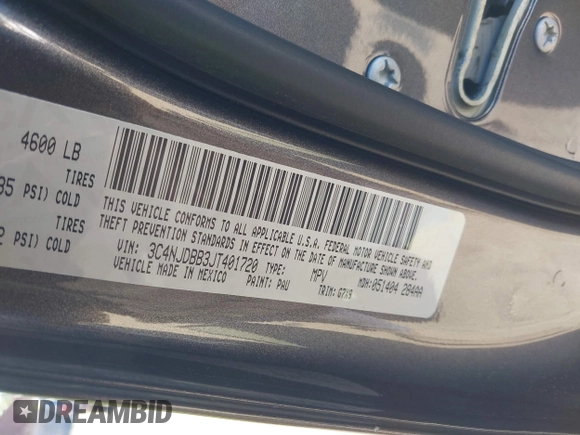 4600 LB
TIRES
35 PSI) COLD
TIRES
PSI) COLD
THIS VEHICLE CONFORMS TO ALL APPLICABLE U.S.A. FEDERAL MOTOR VEHICLE SAFETY AND
THEFT PREVENTION STANDARDS IN EFFECT ON THE DATE OF MANUFACTURE SHOWN ABOVE.
VIN: 3C4NJDBB3JT401720 TYPE: MPV MDH: 051404 284AA
VEHICLE MADE IN MEXICO PAINT: PAU TRIM: G7X9
DREAMBID